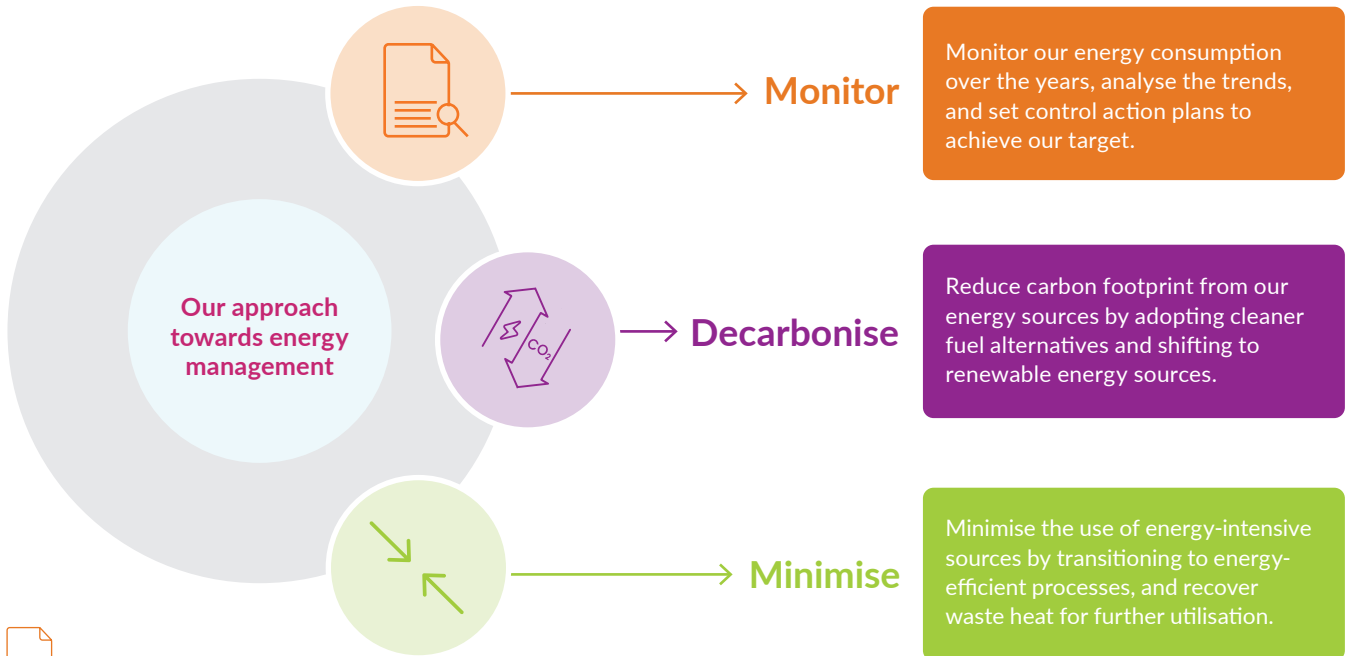 Monitor
Monitor our energy consumption
over the years, analyse the trends,
and set control action plans to
achieve our target.
Our approach
towards energy
management
CO₂
Decarbonise
Reduce carbon footprint from our
energy sources by adopting cleaner
fuel alternatives and shifting to
renewable energy sources.
Minimise
Minimise the use of energy-intensive
sources by transitioning to energy-
efficient processes, and recover
waste heat for further utilisation.